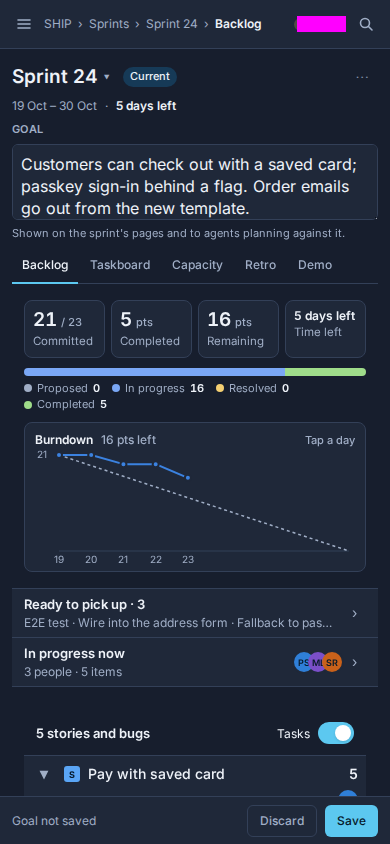 SHIP › Sprints › Sprint 24 › Backlog
Sprint 24 ▾ Current ...
19 Oct – 30 Oct · 5 days left
GOAL
Customers can check out with a saved card;
passkey sign-in behind a flag. Order emails
go out from the new template.
Shown on the sprint's pages and to agents planning against it.
Backlog Taskboard Capacity Retro Demo
21 / 23 5 pts 16 pts 5 days left
Committed Completed Remaining Time left
Proposed 0 In progress 16 Resolved 0
Completed 5
Burndown 16 pts left Tap a day
21
19 20 21 22 23
Ready to pick up · 3
E2E test · Wire into the address form · Fallback to pas...
In progress now
3 people · 5 items
PS ML SR
5 stories and bugs Tasks
S Pay with saved card 5
Goal not saved Discard Save